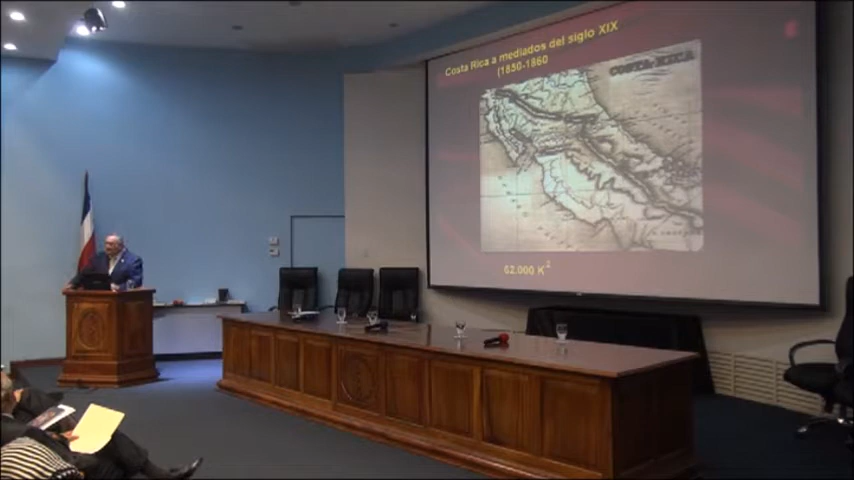 Costa Rica a mediados del siglo XIX
(1850-1860
COSTA RICA
62.000 K²